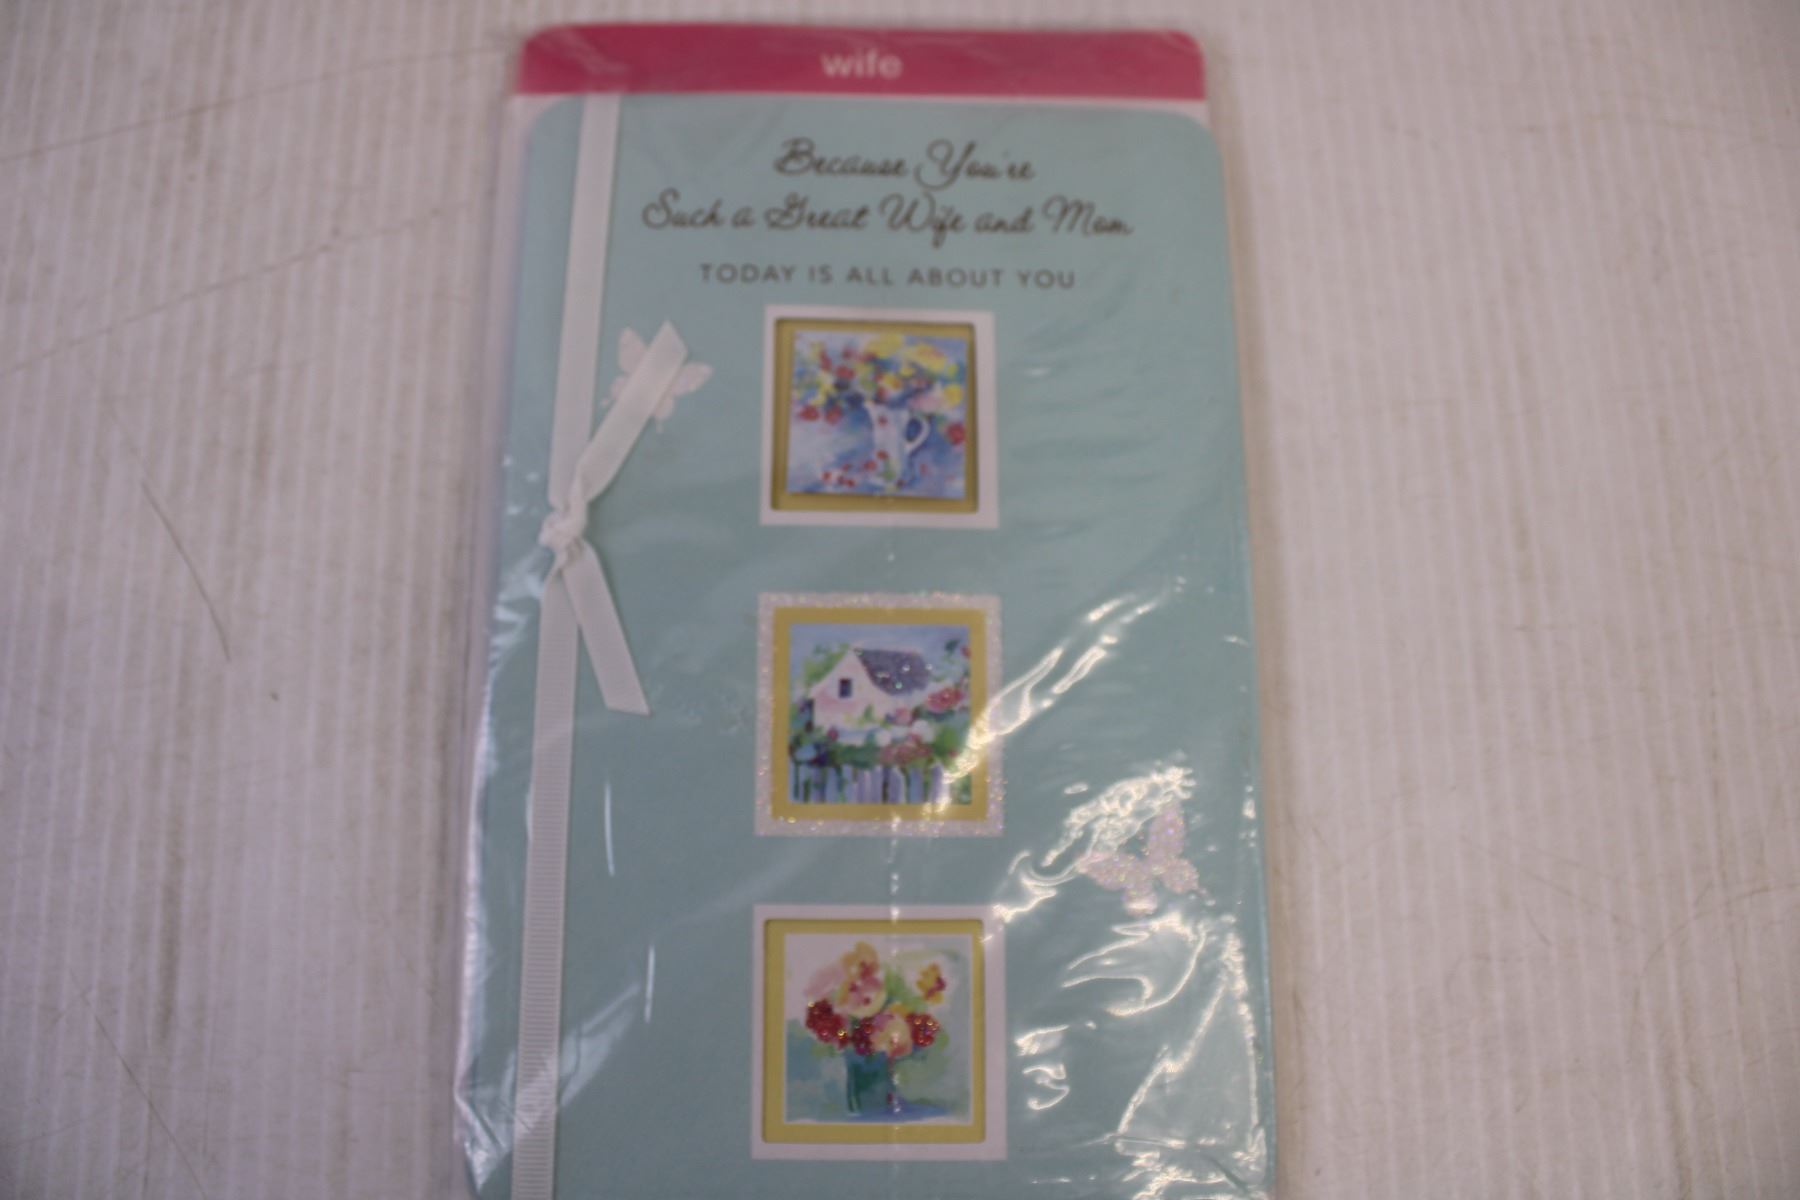 wife
Because You're
Such a Great Wife and Mom
TODAY IS ALL ABOUT YOU